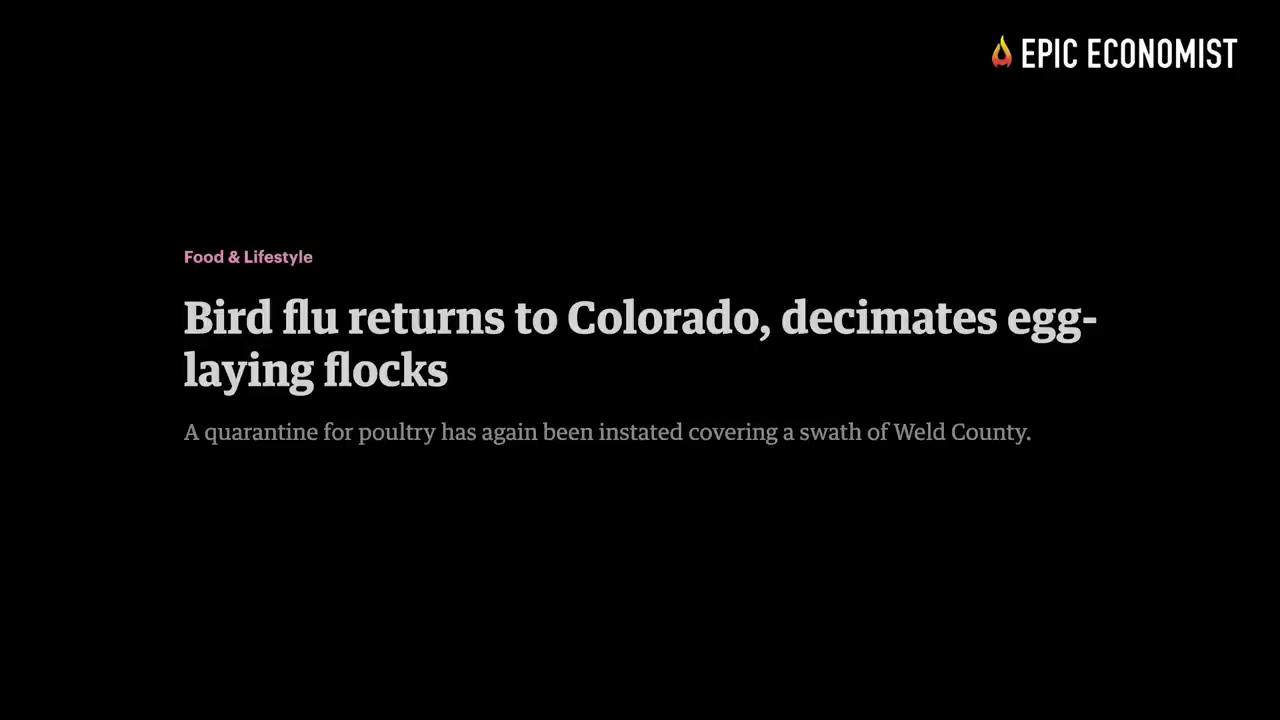 EPIC ECONOMIST
Food & Lifestyle
Bird flu returns to Colorado, decimates egg-
laying flocks
A quarantine for poultry has again been instated covering a swath of Weld County.